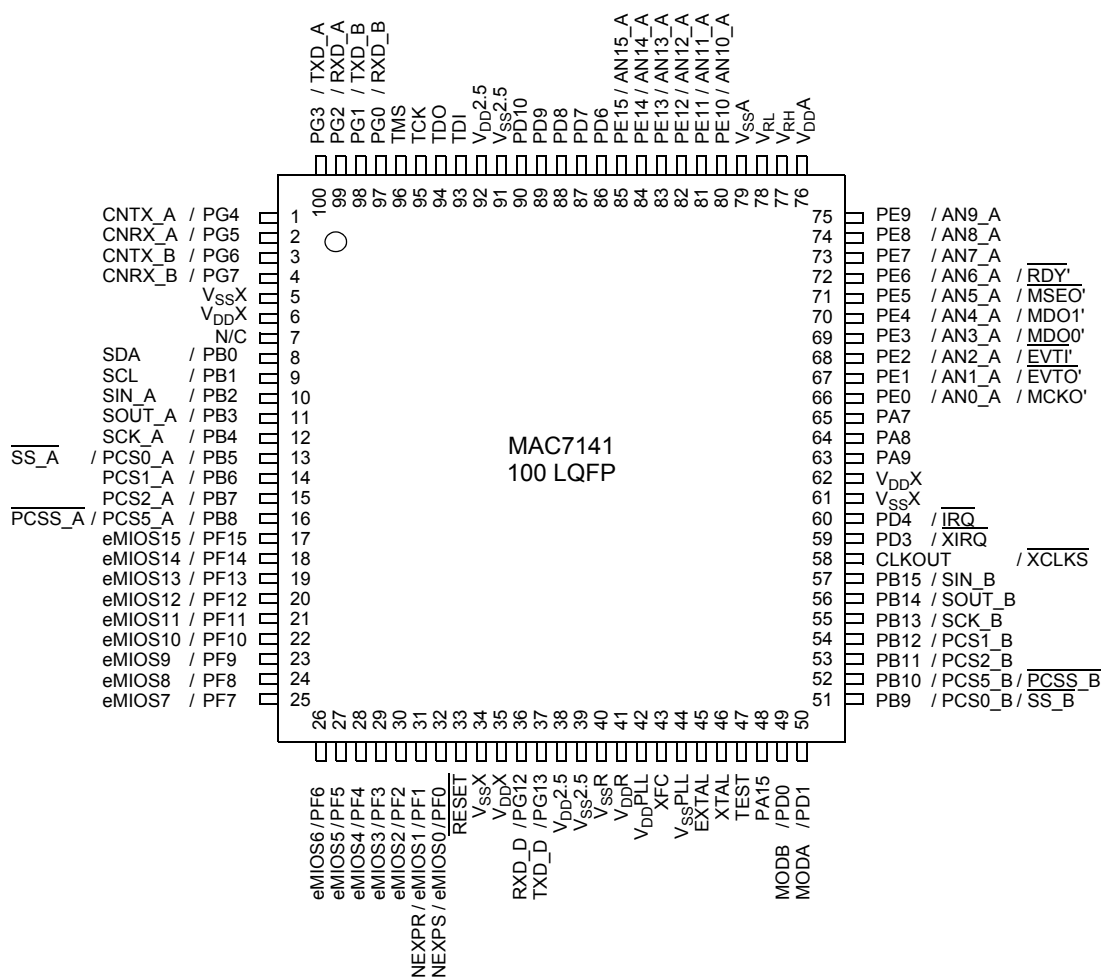 PG3 / TXD_A
PG2 / RXD_A
PG1 / TXD_B
PG0 / RXD_B
TMS
TCK
TDO
TDI
VDD2.5
VSS2.5
PD10
PD9
PD8
PD7
PD6
PE15 / AN15_A
PE14 / AN14_A
PE13 / AN13_A
PE12 / AN12_A
PE11 / AN11_A
PE10 / AN10_A
VSSA
VRL
VRH
VDDA
100
99
98
97
96
95
94
93
92
91
90
89
88
87
86
85
84
83
82
81
80
79
78
77
76
CNTX_A / PG4 1
CNRX_A / PG5 2
CNTX_B / PG6 3
CNRX_B / PG7 4
VSSX 5
VDDX 6
N/C 7
SDA / PB0 8
SCL / PB1 9
SIN_A / PB2 10
SOUT_A / PB3 11
SCK_A / PB4 12
SS_A / PCS0_A / PB5 13
PCS1_A / PB6 14
PCS2_A / PB7 15
PCSS_A / PCS5_A / PB8 16
eMIOS15 / PF15 17
eMIOS14 / PF14 18
eMIOS13 / PF13 19
eMIOS12 / PF12 20
eMIOS11 / PF11 21
eMIOS10 / PF10 22
eMIOS9 / PF9 23
eMIOS8 / PF8 24
eMIOS7 / PF7 25
MAC7141
100 LQFP
75 PE9 / AN9_A
74 PE8 / AN8_A
73 PE7 / AN7_A
72 PE6 / AN6_A / RDY'
71 PE5 / AN5_A / MSEO'
70 PE4 / AN4_A / MDO1'
69 PE3 / AN3_A / MDO0'
68 PE2 / AN2_A / EVTI'
67 PE1 / AN1_A / EVTO'
66 PE0 / AN0_A / MCKO'
65 PA7
64 PA8
63 PA9
62 VDDX
61 VSSX
60 PD4 / IRQ
59 PD3 / XIRQ
58 CLKOUT / XCLKS
57 PB15 / SIN_B
56 PB14 / SOUT_B
55 PB13 / SCK_B
54 PB12 / PCS1_B
53 PB11 / PCS2_B
52 PB10 / PCS5_B / PCSS_B
51 PB9 / PCS0_B / SS_B
26
27
28
29
30
31
32
33
34
35
36
37
38
39
40
41
42
43
44
45
46
47
48
49
50
eMIOS6 / PF6
eMIOS5 / PF5
eMIOS4 / PF4
eMIOS3 / PF3
eMIOS2 / PF2
NEXPR / eMIOS1 / PF1
NEXPS / eMIOS0 / PF0
RESET
VSSX
VDDX
RXD_D / PG12
TXD_D / PG13
VDD2.5
VSS2.5
VSSR
VDDR
VDDPLL
XFC
VSSPLL
EXTAL
XTAL
TEST
PA15
MODB / PD0
MODA / PD1